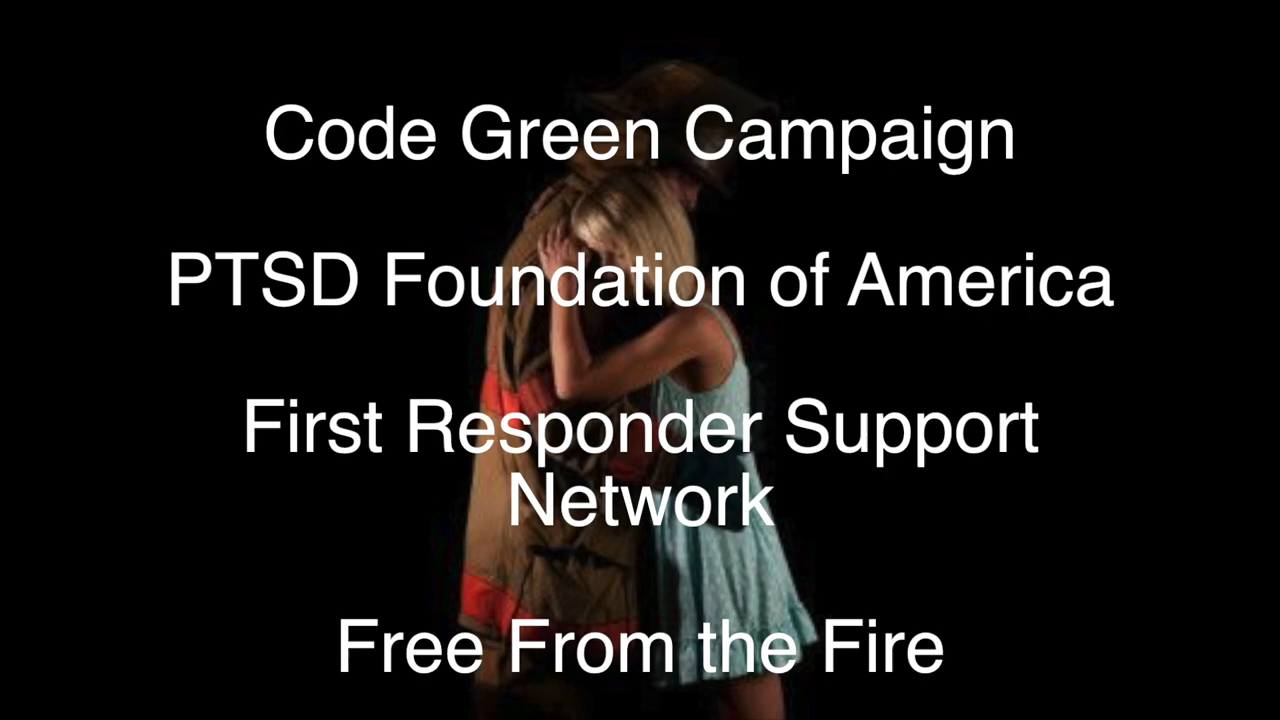 Code Green Campaign
PTSD Foundation of America
First Responder Support
Network
Free From the Fire